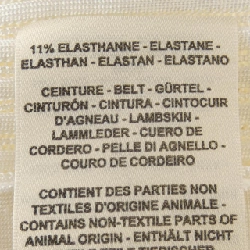 11% ELASTHANNE - ELASTANE -
ELASTHAN - ELASTAN - ELASTANO
CEINTURE - BELT - GÜRTEL -
CINTURÓN - CINTURA - CINTOCUIR
D'AGNEAU - LAMBSKIN -
LAMMLEDER - CUERO DE
CORDERO - PELLE DI AGNELLO -
COURO DE CORDEIRO
CONTIENT DES PARTIES NON
TEXTILES D'ORIGINE ANIMALE -
CONTAINS NON-TEXTILE PARTS OF
ANIMAL ORIGIN - ENTHÄLT NICHT